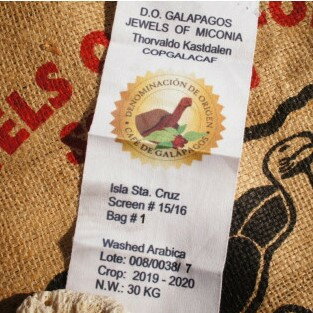 D.O. GALAPAGOS
JEWELS OF MICONIA
Thorvaldo Kastdalen
COPGALACAF
DENOMINACIÓN DE ORIGEN
CAFÉ DE GALÁPAGOS
Isla Sta. Cruz
Screen # 15/16
Bag # 1
Washed Arabica
Lote: 008/0038/ 7
Crop: 2019 - 2020
N.W.: 30 KG
ELS O